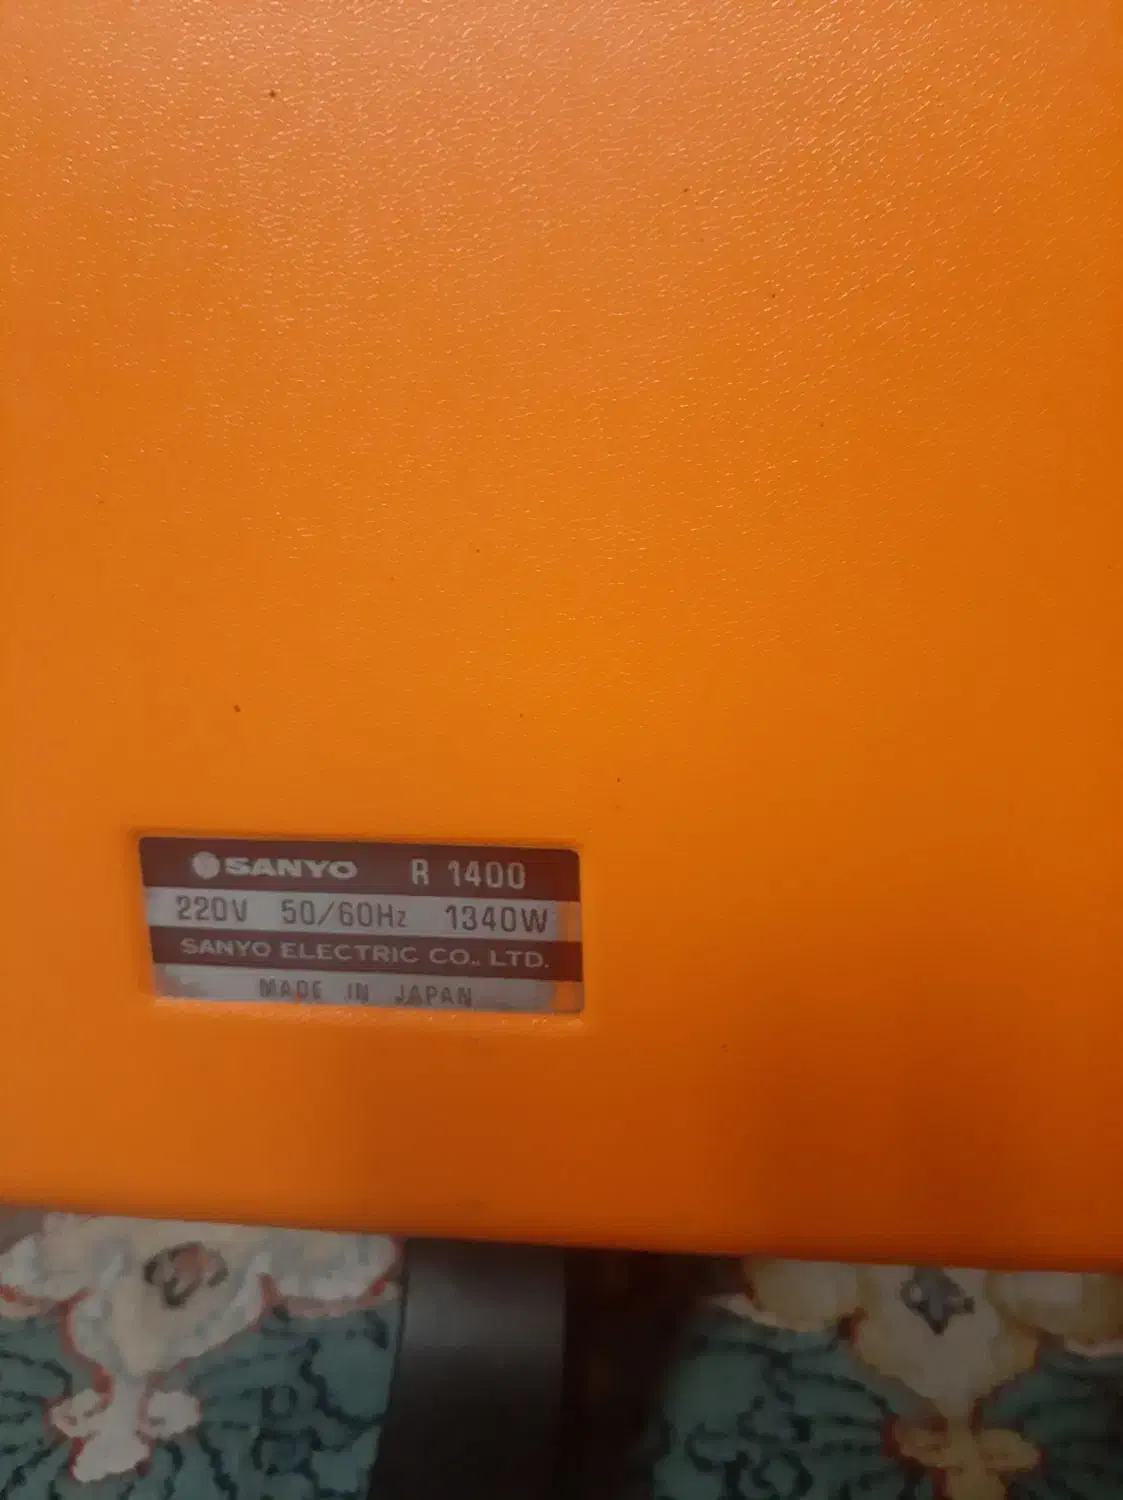 SANYO R 1400
220V 50/60Hz 1340W
SANYO ELECTRIC CO., LTD.
MADE IN JAPAN